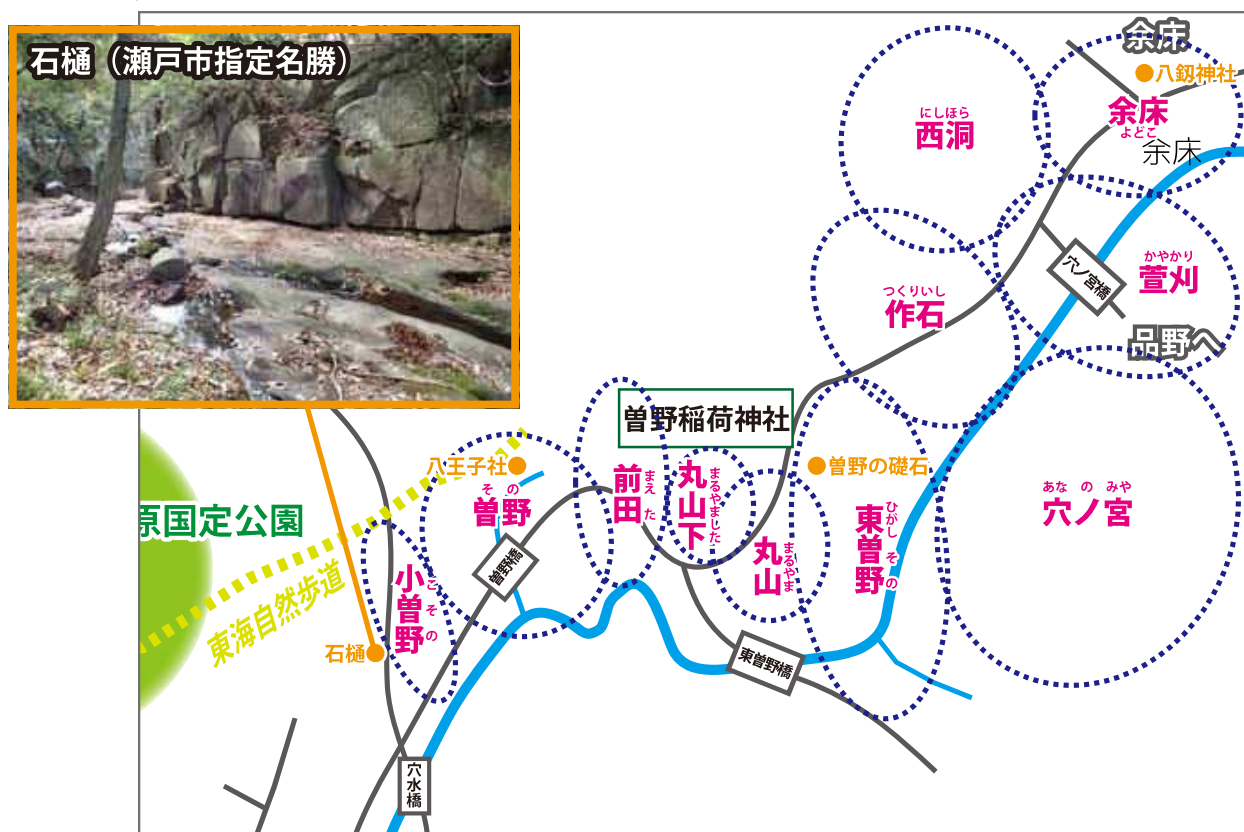 石樋（瀬戸市指定名勝）
余床
八剱神社
余床
よどこ
余床
にしほら
西洞
かやかり
萱刈
穴ノ宮橋
品野へ
つくりいし
作石
曽野稲荷神社
八王子社
その
曽野
曽野橋
前田
まえた
丸山下
まるやました
丸山
まるやま
曽野の礎石
東曽野
ひがしその
あなのみや
穴ノ宮
原国定公園
東海自然歩道
小曽野
こその
石樋
東曽野橋
穴水橋